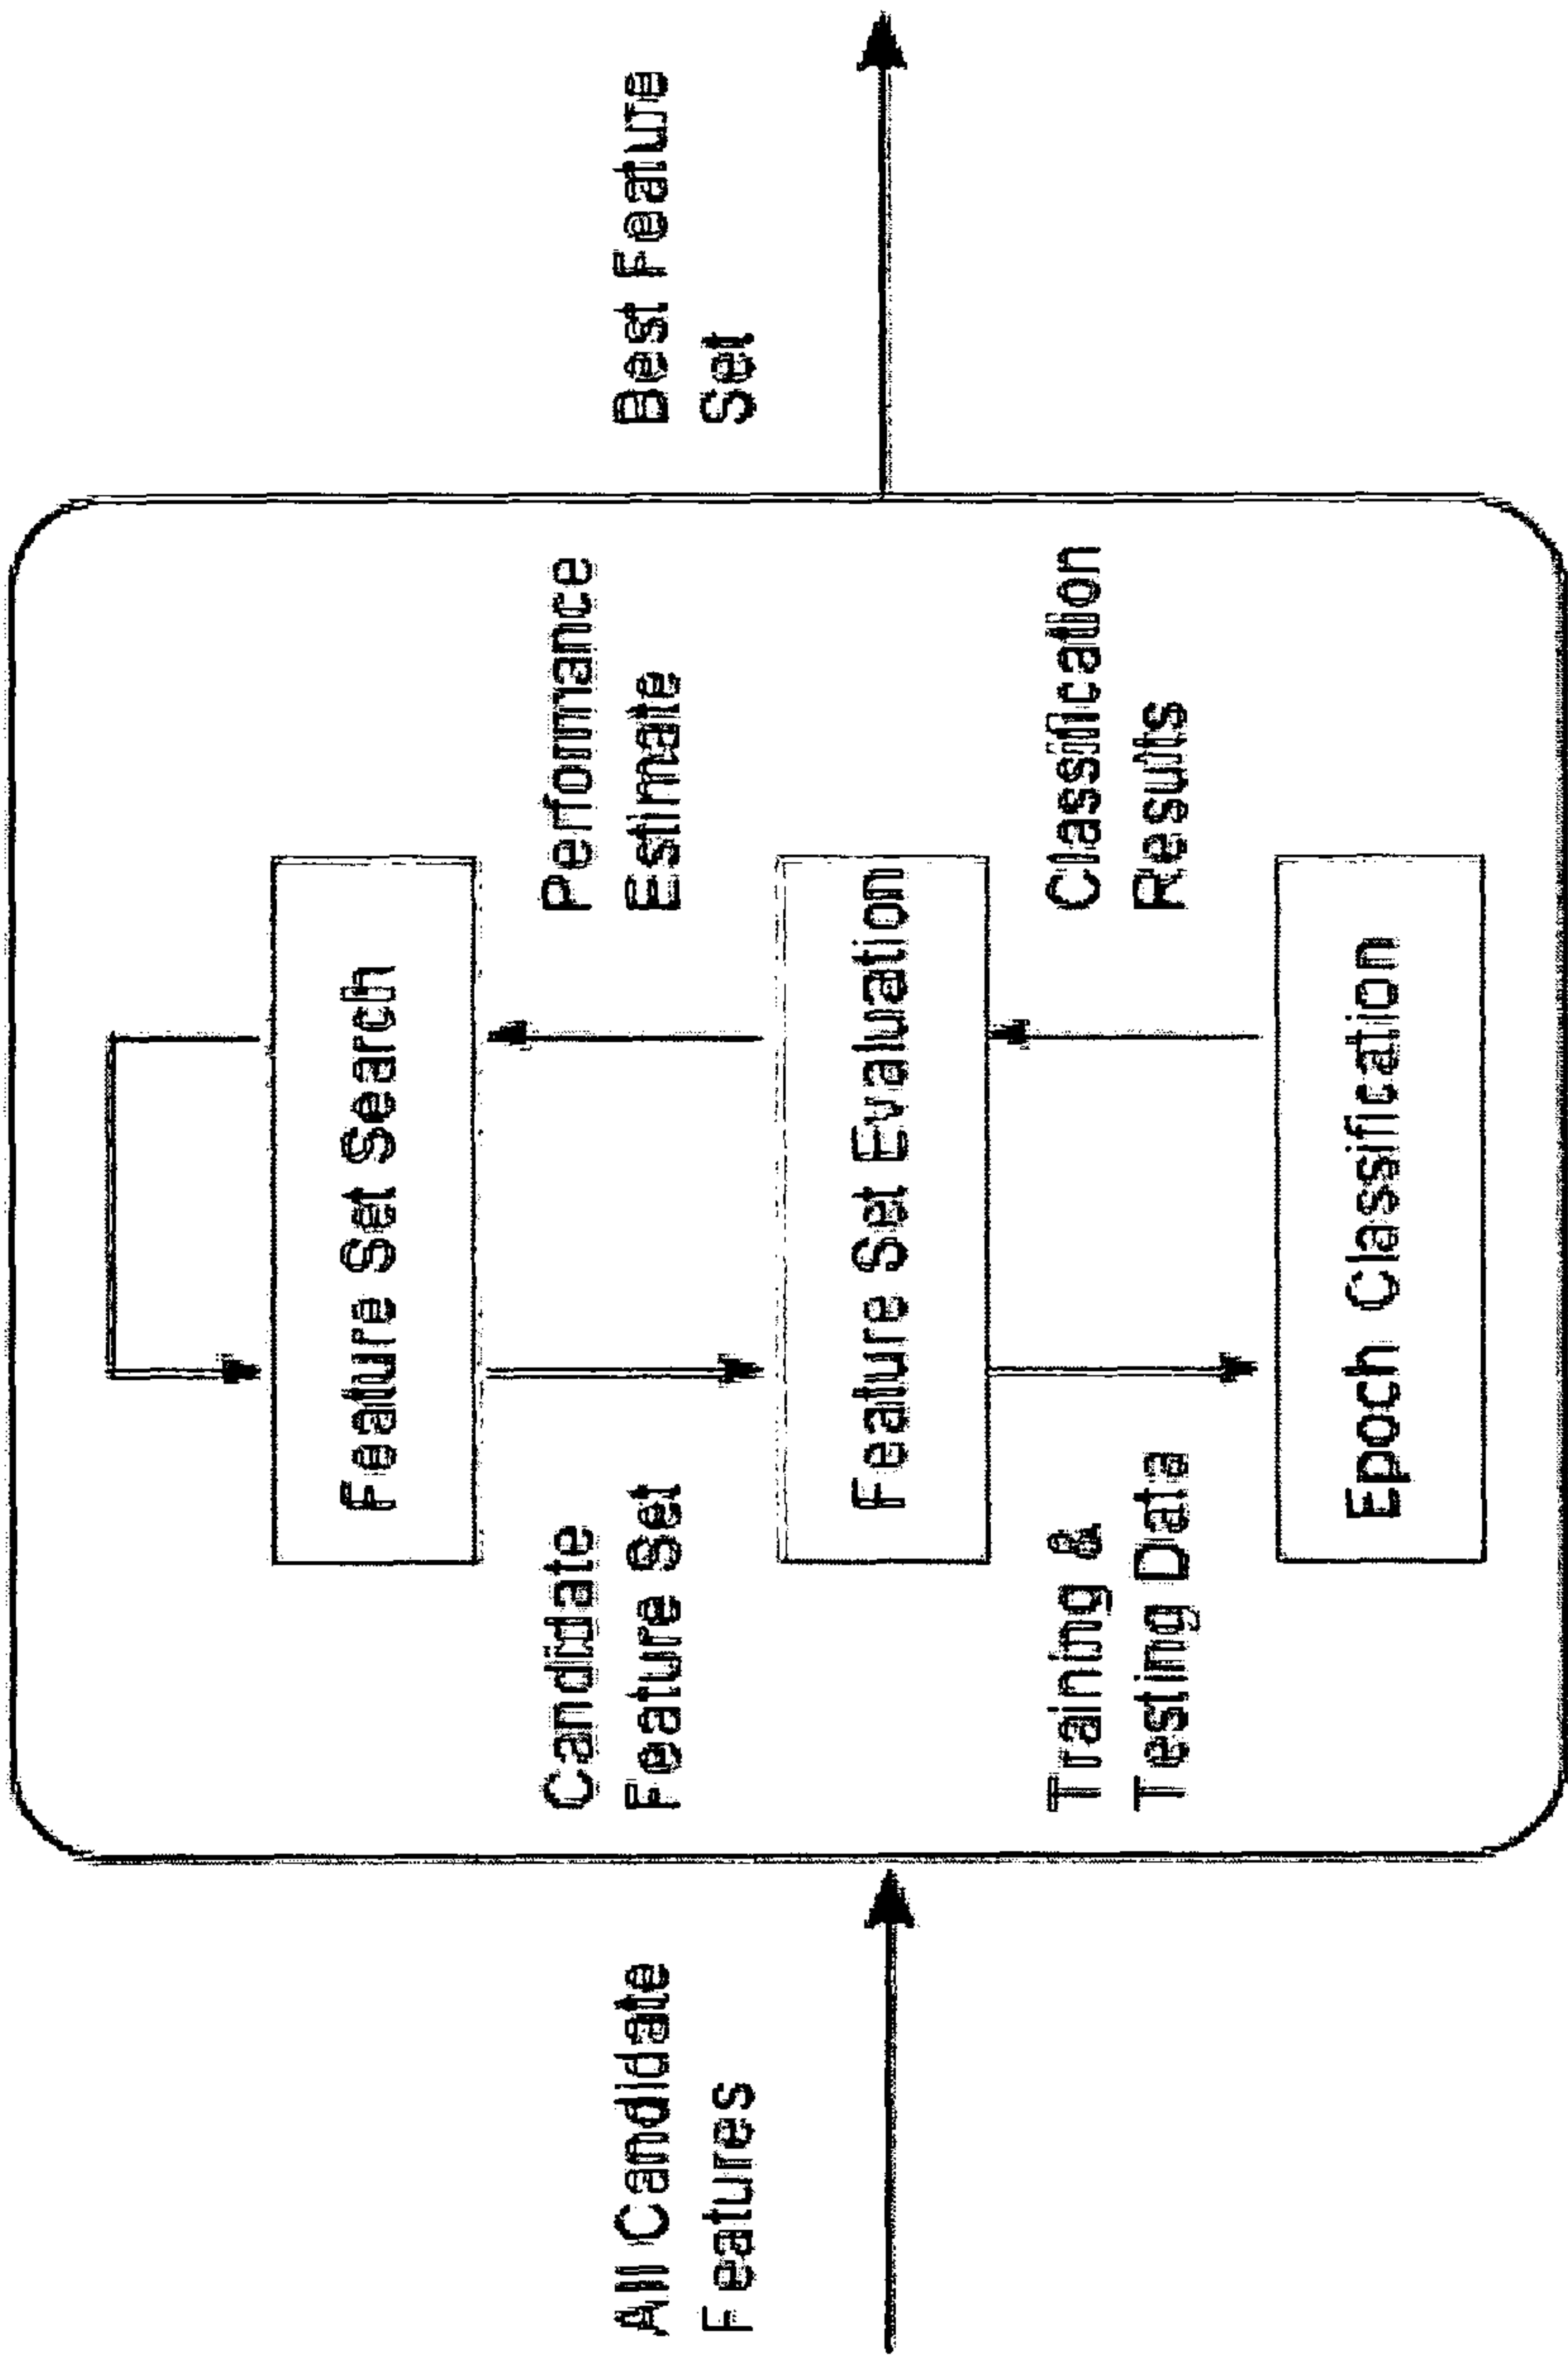 All Candidate
Features
Feature Set Search
Candidate
Feature Set
Performance
Estimate
Feature Set Evaluation
Training &
Testing Data
Classification
Results
Epoch Classification
Best Feature
Set